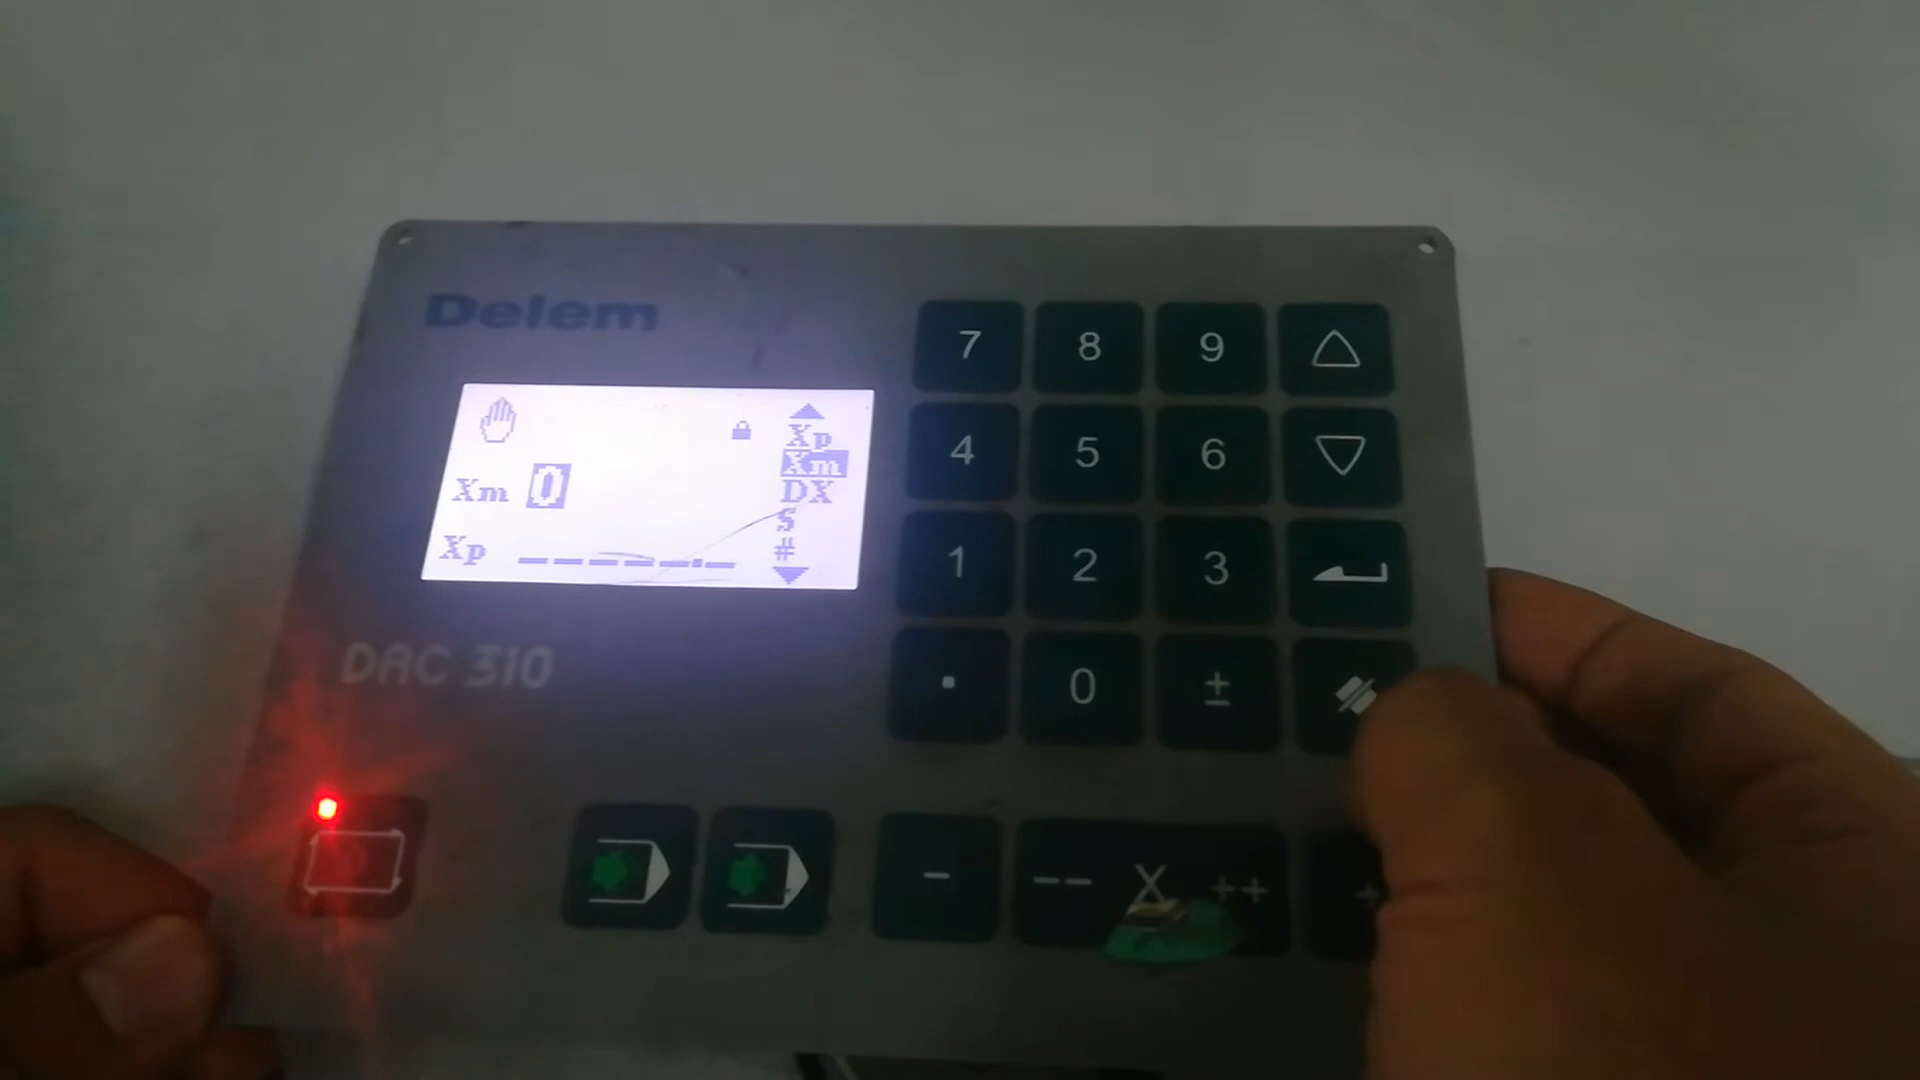 Delem
Xp
Xm
DX
S
#
Xm 0
Xp
DAC 310
7 8 9
4 5 6
1 2 3
. 0 ±
- -- X ++ +